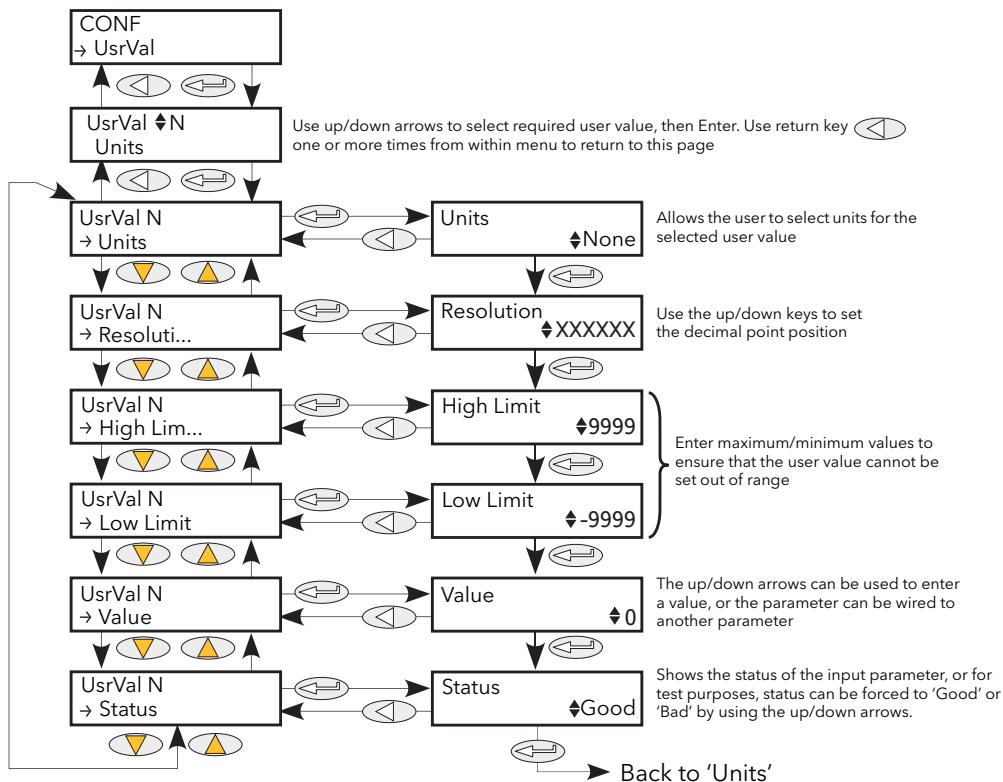 CONF
→ UsrVal
UsrVal ♦N
Units
Use up/down arrows to select required user value, then Enter. Use return key
one or more times from within menu to return to this page
UsrVal N
→ Units
Units
♦None
Allows the user to select units for the
selected user value
UsrVal N
→ Resoluti...
Resolution
♦XXXXXX
Use the up/down keys to set
the decimal point position
UsrVal N
→ High Lim...
High Limit
♦9999
Enter maximum/minimum values to
ensure that the user value cannot be
set out of range
UsrVal N
→ Low Limit
Low Limit
♦-9999
UsrVal N
→ Value
Value
♦0
The up/down arrows can be used to enter
a value, or the parameter can be wired to
another parameter
UsrVal N
→ Status
Status
♦Good
Shows the status of the input parameter, or for
test purposes, status can be forced to ‘Good’ or
‘Bad’ by using the up/down arrows.
Back to ‘Units’